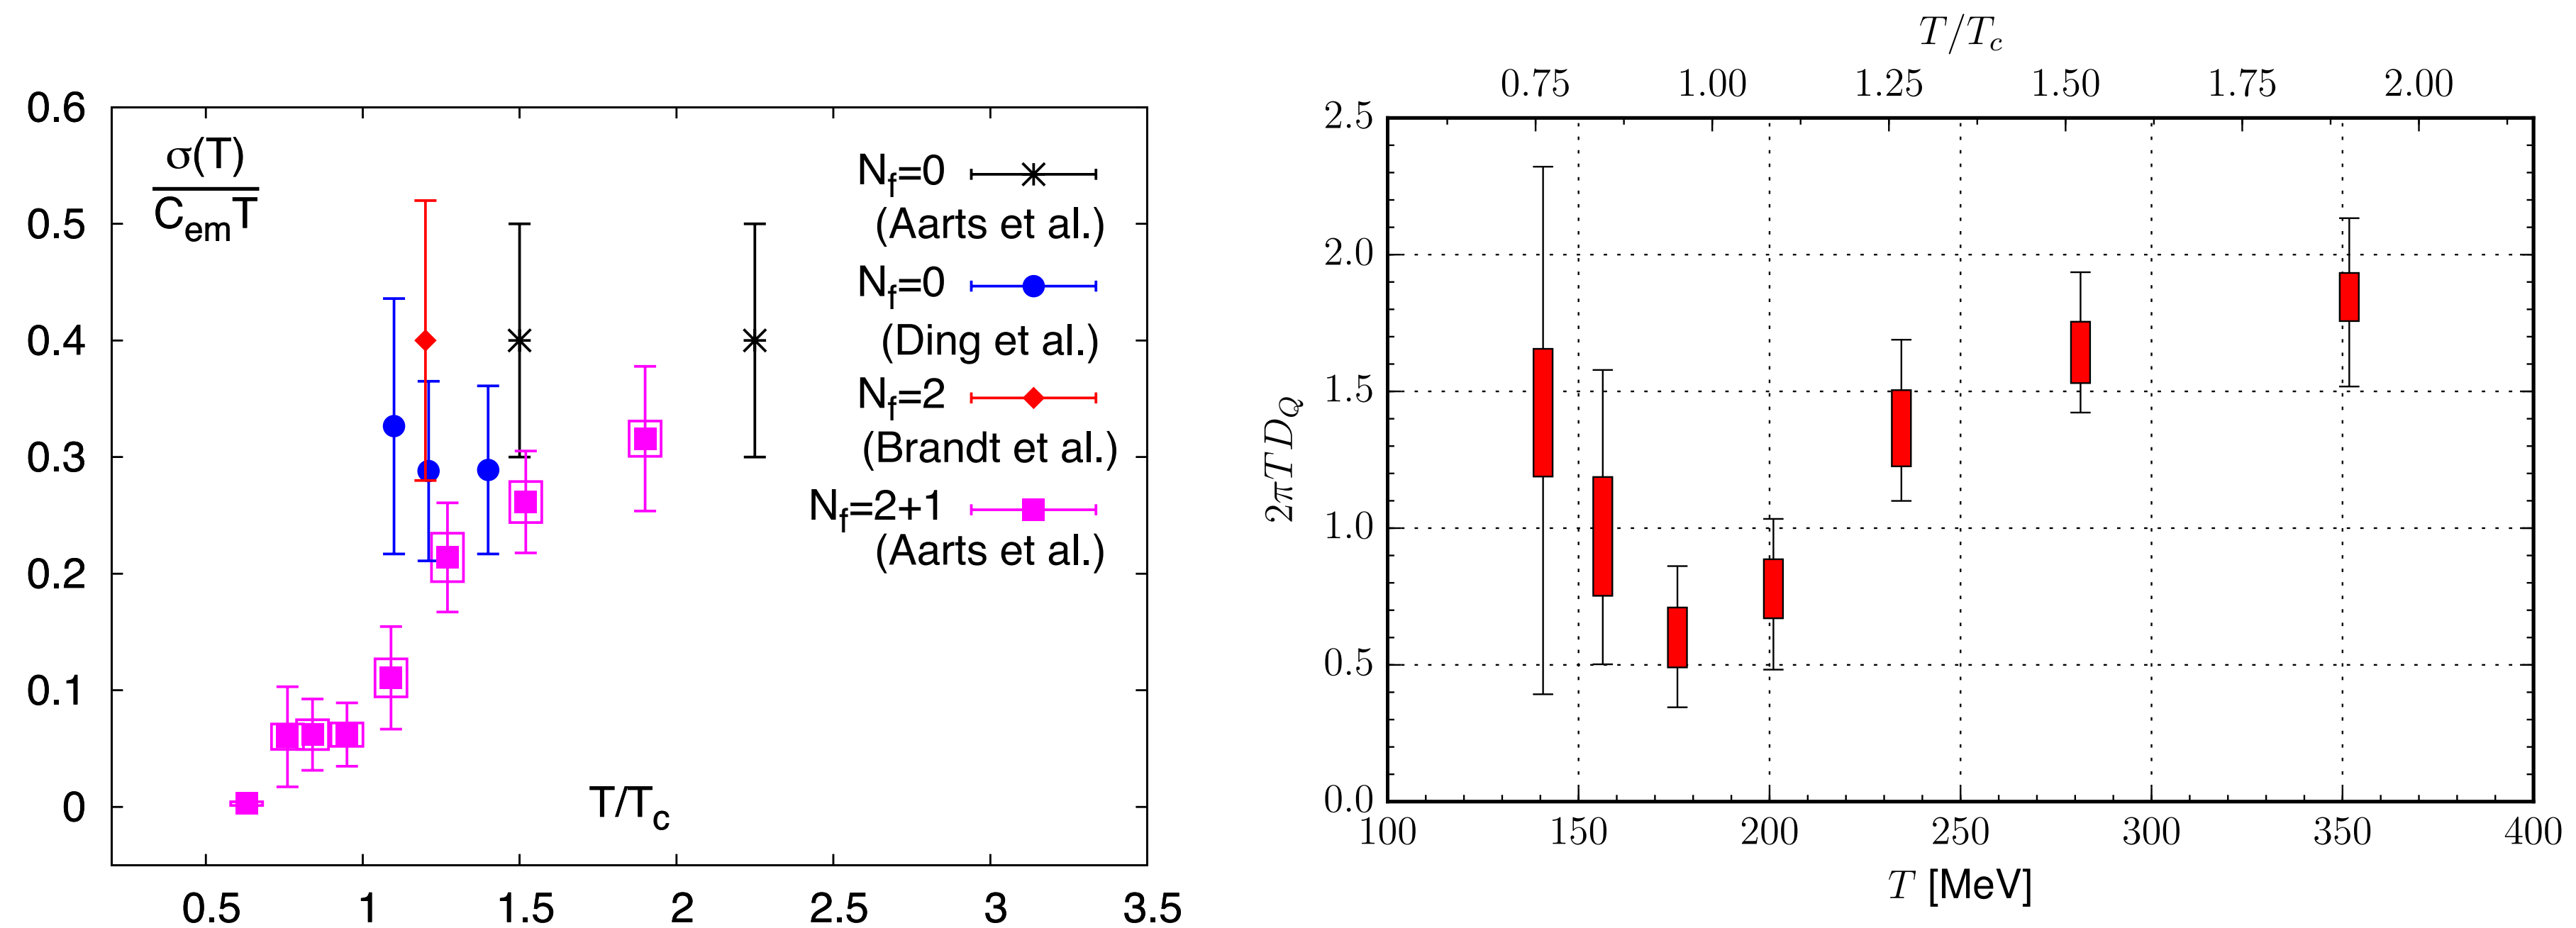 0.6
0.5
0.4
0.3
0.2
0.1
0
σ(T)
C_em T
N_f=0
(Aarts et al.)
N_f=0
(Ding et al.)
N_f=2
(Brandt et al.)
N_f=2+1
(Aarts et al.)
T/T_c
0.5 1 1.5 2 2.5 3 3.5
T/T_c
0.75 1.00 1.25 1.50 1.75 2.00
2.5
2.0
1.5
1.0
0.5
0.0
2πTD_Q
100 150 200 250 300 350 400
T [MeV]